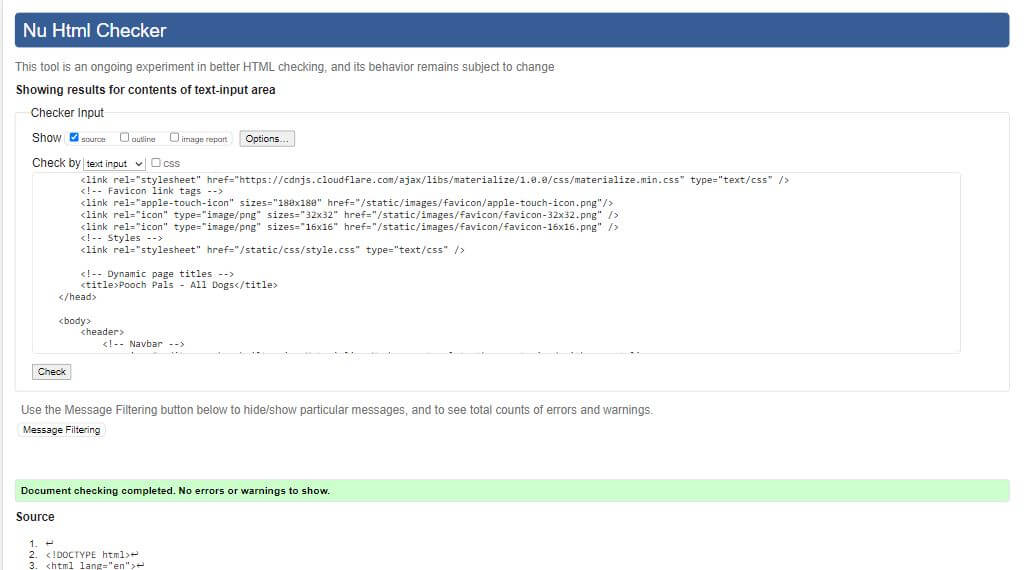 Nu Html Checker
This tool is an ongoing experiment in better HTML checking, and its behavior remains subject to change
Showing results for contents of text-input area
Checker Input
Show source outline image report Options...
Check by text input css
<link rel="stylesheet" href="https://cdnjs.cloudflare.com/ajax/libs/materialize/1.0.0/css/materialize.min.css" type="text/css" />
<!-- Favicon link tags -->
<link rel="apple-touch-icon" sizes="180x180" href="/static/images/favicon/apple-touch-icon.png"/>
<link rel="icon" type="image/png" sizes="32x32" href="/static/images/favicon/favicon-32x32.png" />
<link rel="icon" type="image/png" sizes="16x16" href="/static/images/favicon/favicon-16x16.png" />
<!-- Styles -->
<link rel="stylesheet" href="/static/css/style.css" type="text/css" />
<!-- Dynamic page titles -->
<title>Pooch Pals - All Dogs</title>
</head>
<body>
<header>
<!-- Navbar -->
Check
Use the Message Filtering button below to hide/show particular messages, and to see total counts of errors and warnings.
Message Filtering
Document checking completed. No errors or warnings to show.
Source
1. ↩
2. <!DOCTYPE html>↩
3. <html lang="en">↩